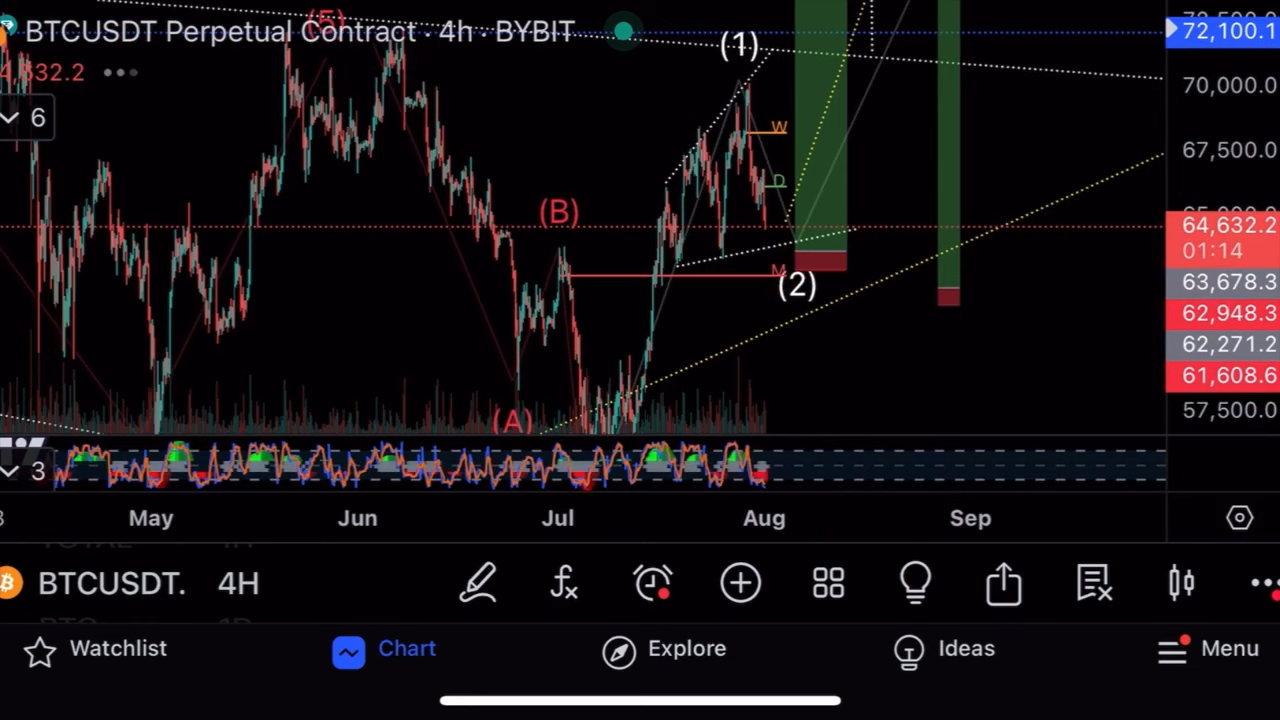 (5)
BTCUSDT Perpetual Contract · 4h · BYBIT
72,100.1
(1)
70,000.0
6
W
67,500.0
D
(B)
64,632.2
01:14
M
(2)
63,678.3
62,948.3
62,271.2
61,608.6
57,500.0
(A)
3
May Jun Jul Aug Sep
BTCUSDT. 4H
Watchlist Chart Explore Ideas Menu